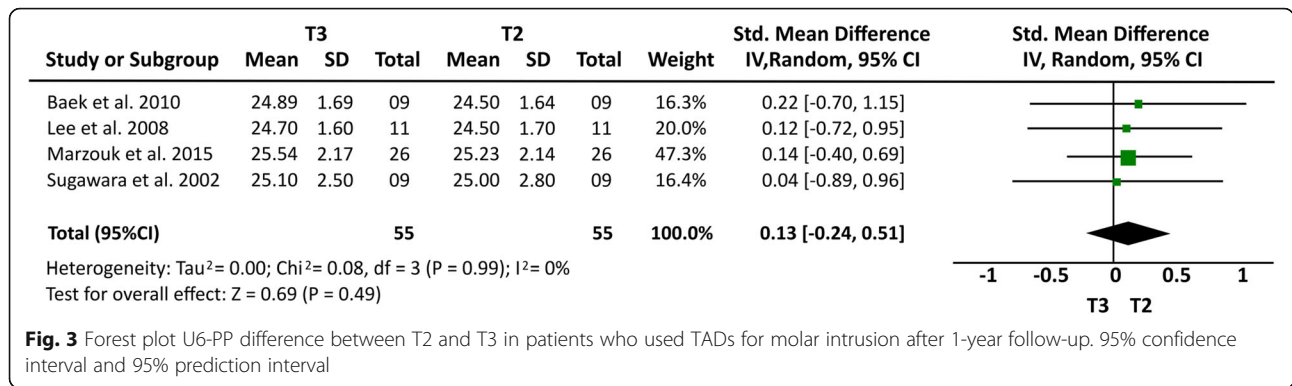 T3 T2 Std. Mean Difference Std. Mean Difference
Study or Subgroup Mean SD Total Mean SD Total Weight IV,Random, 95% CI IV, Random, 95% CI
Baek et al. 2010 24.89 1.69 09 24.50 1.64 09 16.3% 0.22 [-0.70, 1.15]
Lee et al. 2008 24.70 1.60 11 24.50 1.70 11 20.0% 0.12 [-0.72, 0.95]
Marzouk et al. 2015 25.54 2.17 26 25.23 2.14 26 47.3% 0.14 [-0.40, 0.69]
Sugawara et al. 2002 25.10 2.50 09 25.00 2.80 09 16.4% 0.04 [-0.89, 0.96]
Total (95%CI) 55 55 100.0% 0.13 [-0.24, 0.51]
Heterogeneity: Tau²= 0.00; Chi²= 0.08, df = 3 (P = 0.99); I²= 0%
Test for overall effect: Z = 0.69 (P = 0.49)
-1 -0.5 0 0.5 1
T3 T2
Fig. 3 Forest plot U6-PP difference between T2 and T3 in patients who used TADs for molar intrusion after 1-year follow-up. 95% confidence
interval and 95% prediction interval